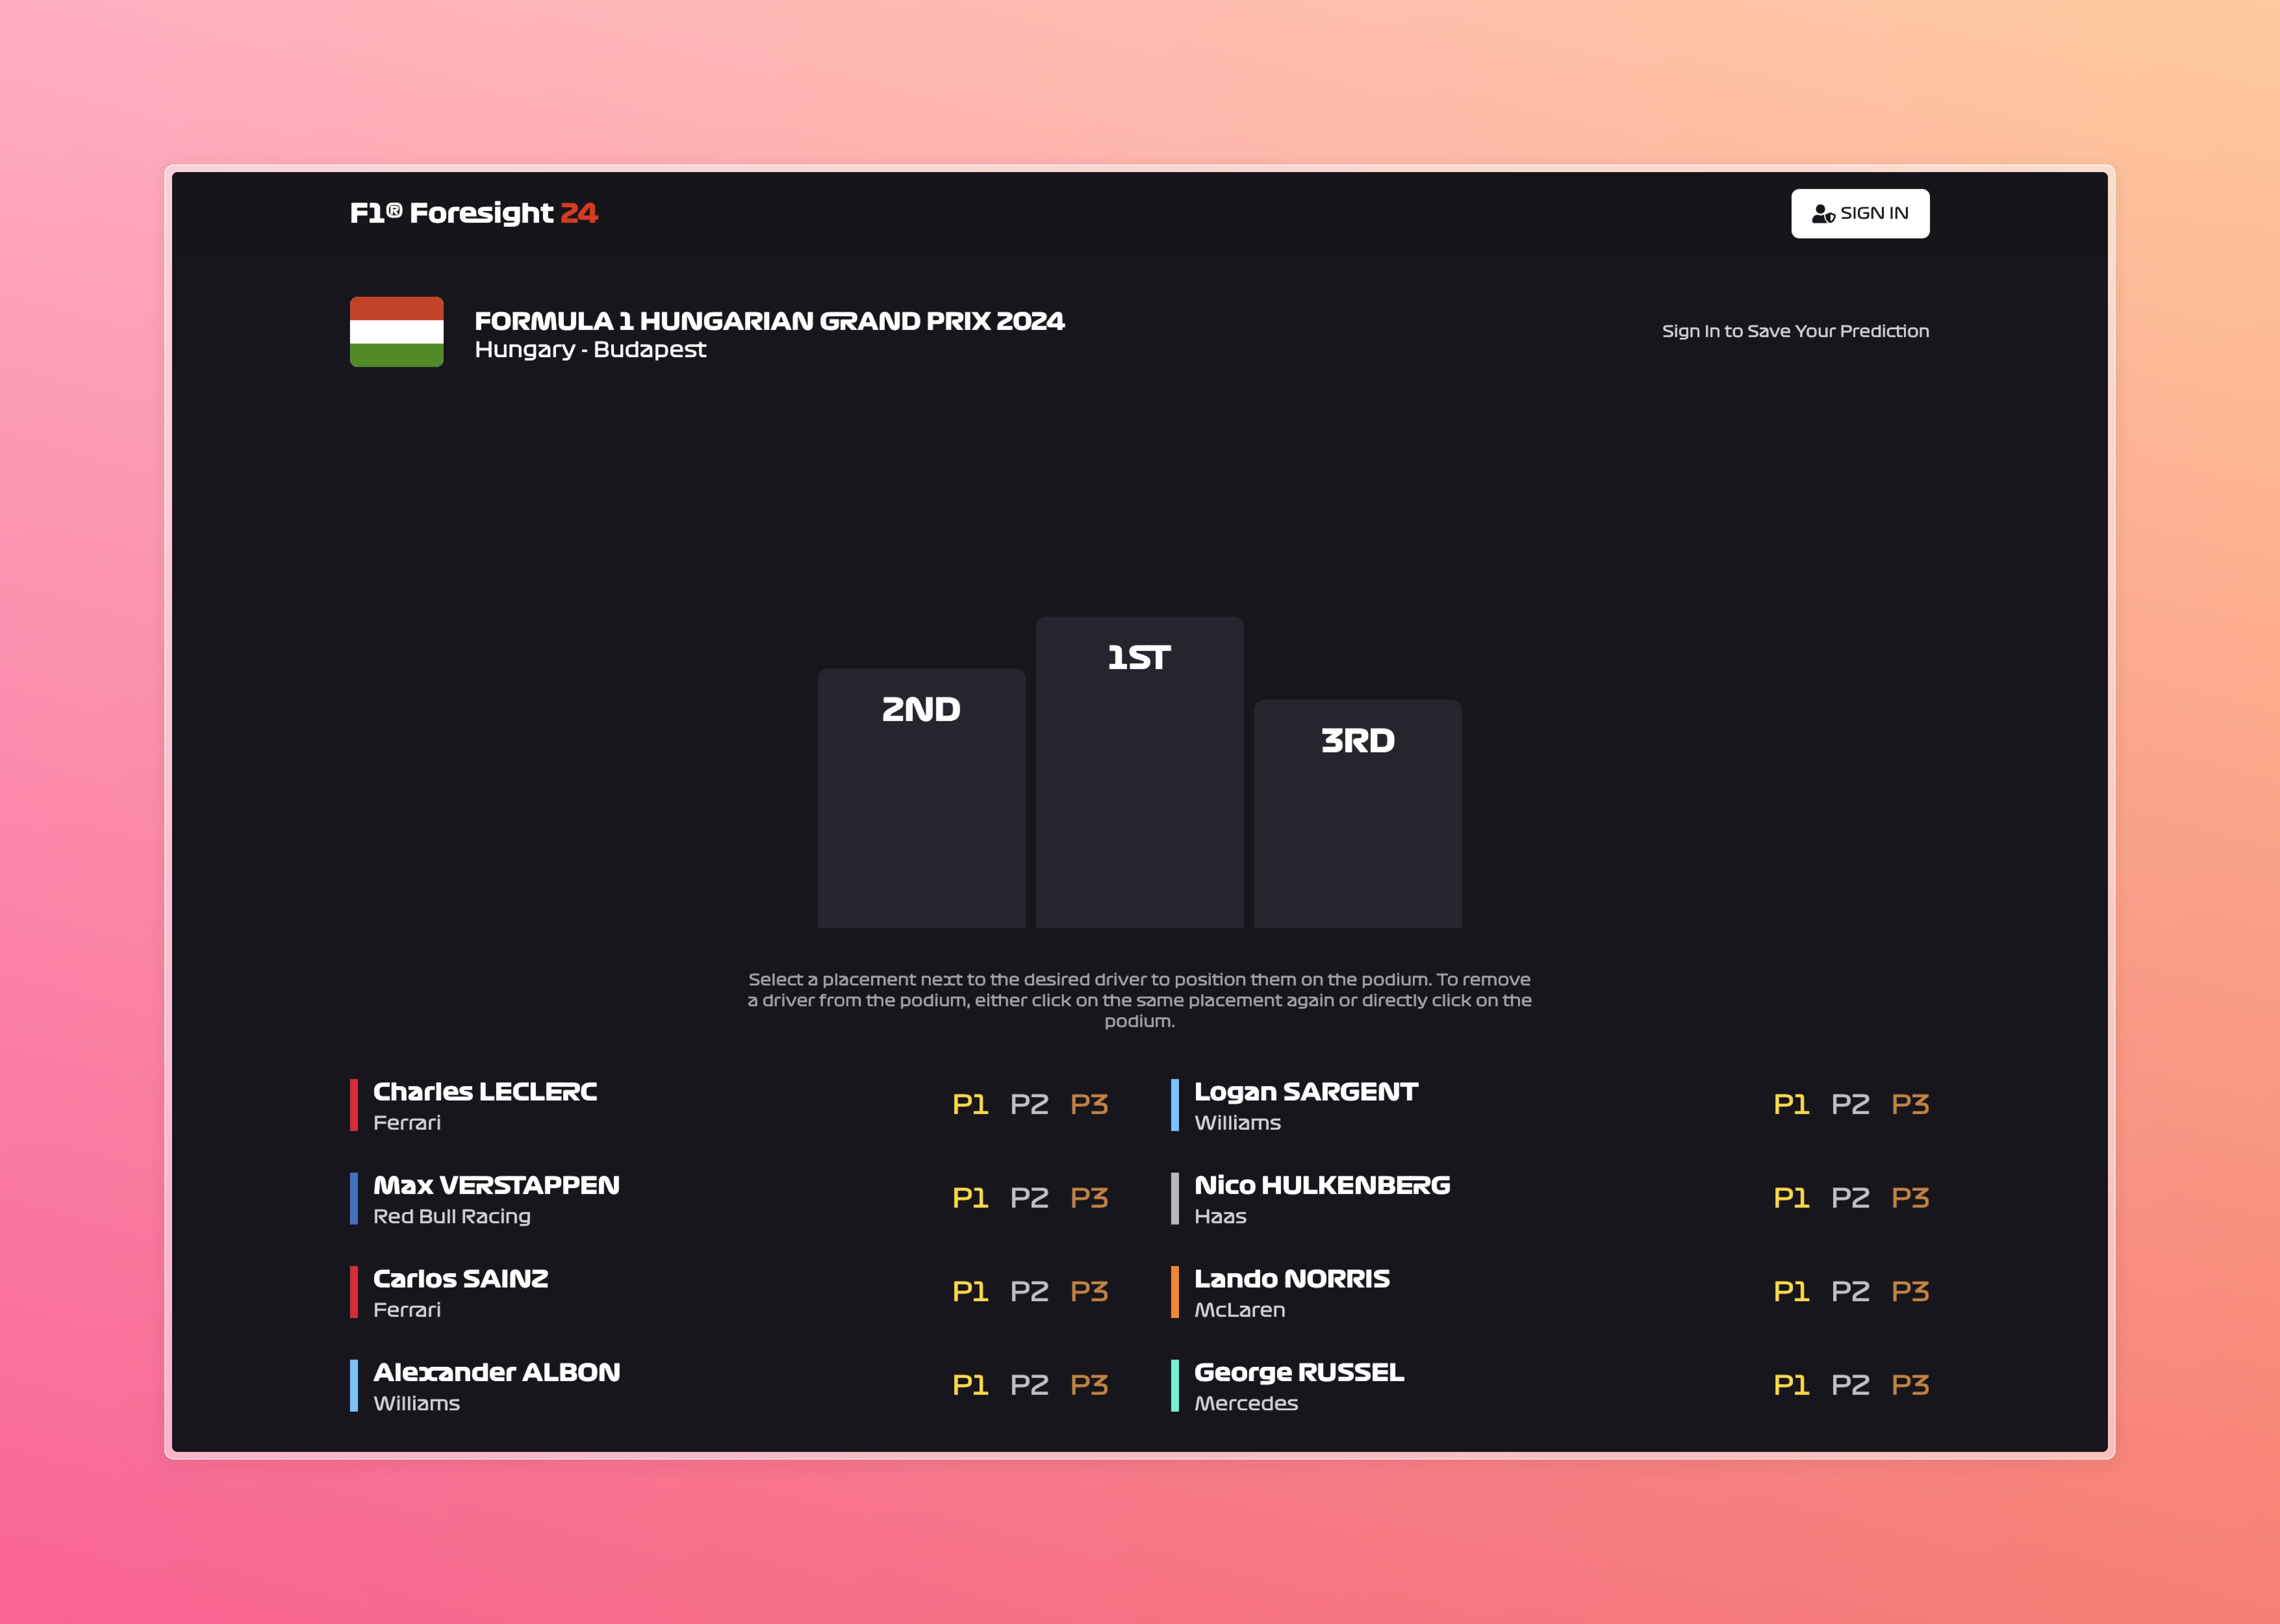 F1® Foresight 24
SIGN IN
FORMULA 1 HUNGARIAN GRAND PRIX 2024
Hungary - Budapest
Sign In to Save Your Prediction
2ND
1ST
3RD
Select a placement next to the desired driver to position them on the podium. To remove
a driver from the podium, either click on the same placement again or directly click on the
podium.
Charles LECLERC
Ferrari
P1 P2 P3
Logan SARGENT
Williams
P1 P2 P3
Max VERSTAPPEN
Red Bull Racing
P1 P2 P3
Nico HULKENBERG
Haas
P1 P2 P3
Carlos SAINZ
Ferrari
P1 P2 P3
Lando NORRIS
McLaren
P1 P2 P3
Alexander ALBON
Williams
P1 P2 P3
George RUSSEL
Mercedes
P1 P2 P3